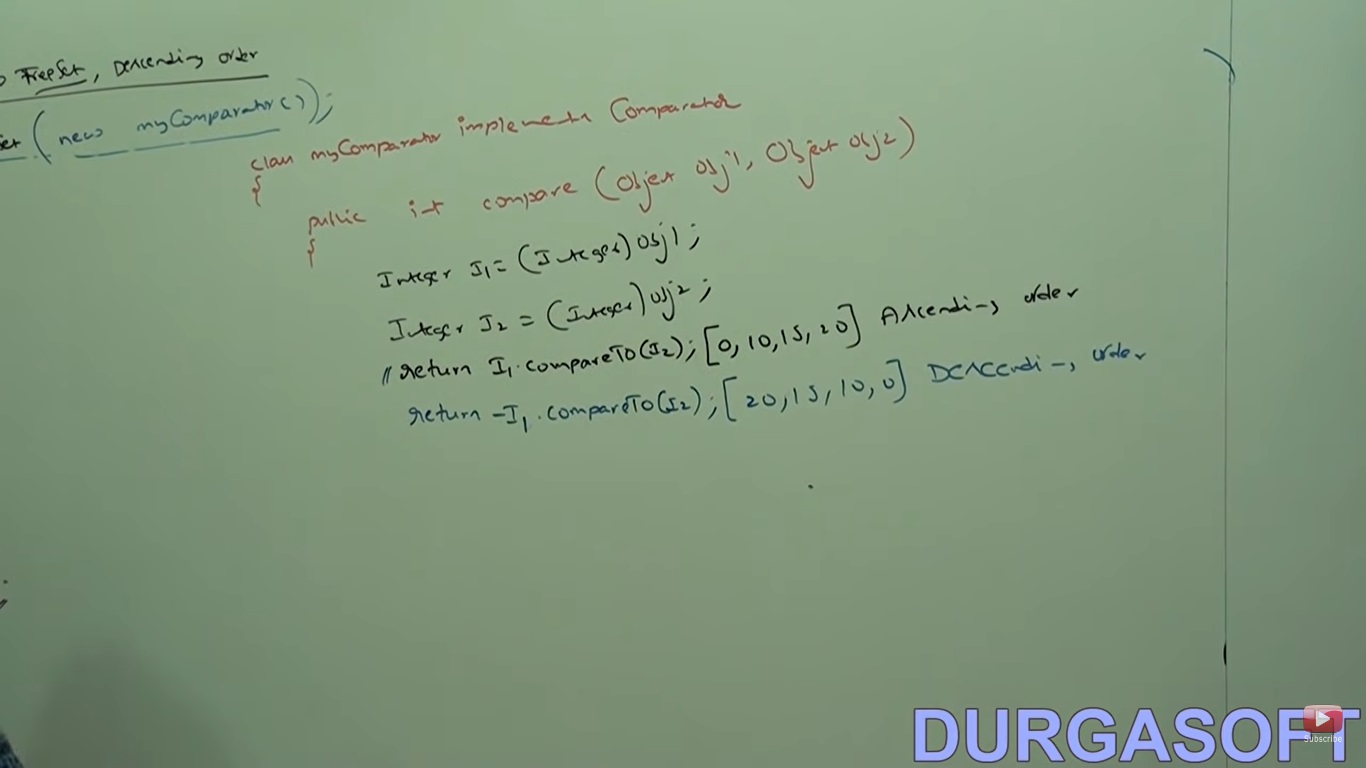 TreeSet, Descending order
(new myComparator());
class myComparator implements Comparator
{
public int compare (Object obj1, Object obj2)
{
Integer I1 = (Integer) obj1;
Integer I2 = (Integer) obj2;
// return I1.compareTo(I2); [0, 10, 15, 20] Ascending order
return -I1.compareTo(I2); [20, 15, 10, 0] Descending order
DURGASOFT
Subscribe